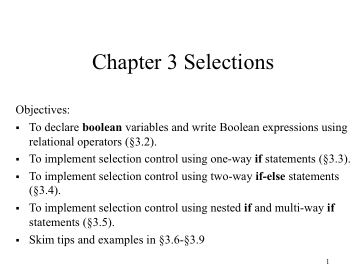 Chapter 3 Selections
Objectives:
▪ To declare boolean variables and write Boolean expressions using
relational operators (§3.2).
▪ To implement selection control using one-way if statements (§3.3).
▪ To implement selection control using two-way if-else statements
(§3.4).
▪ To implement selection control using nested if and multi-way if
statements (§3.5).
▪ Skim tips and examples in §3.6-§3.9
1